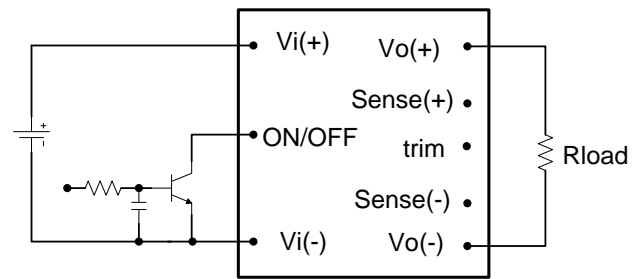 Vi(+)
Vo(+)
Sense(+)
+
-
ON/OFF
trim
Rload
Sense(-)
Vi(-)
Vo(-)